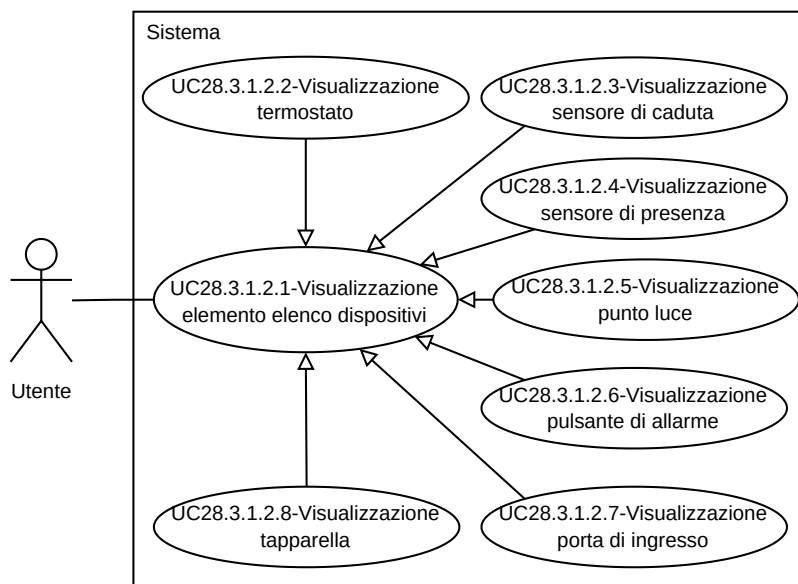 Sistema
UC28.3.1.2.2-Visualizzazione
termostato
UC28.3.1.2.3-Visualizzazione
sensore di caduta
UC28.3.1.2.4-Visualizzazione
sensore di presenza
UC28.3.1.2.1-Visualizzazione
elemento elenco dispositivi
UC28.3.1.2.5-Visualizzazione
punto luce
Utente
UC28.3.1.2.6-Visualizzazione
pulsante di allarme
UC28.3.1.2.8-Visualizzazione
tapparella
UC28.3.1.2.7-Visualizzazione
porta di ingresso